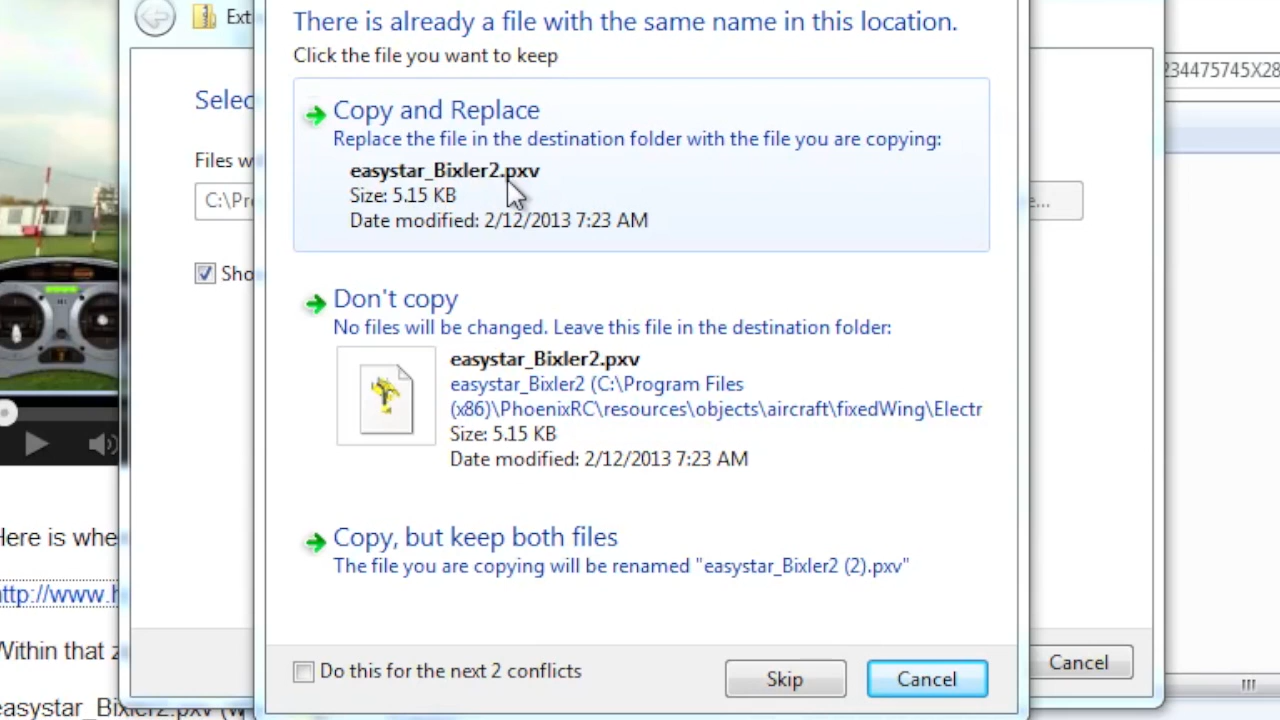 There is already a file with the same name in this location.
Click the file you want to keep
Copy and Replace
Replace the file in the destination folder with the file you are copying:
easystar_Bixler2.pxv
Size: 5.15 KB
Date modified: 2/12/2013 7:23 AM
Don't copy
No files will be changed. Leave this file in the destination folder:
easystar_Bixler2.pxv
easystar_Bixler2 (C:\Program Files
(x86)\PhoenixRC\resources\objects\aircraft\fixedWing\Electr
Size: 5.15 KB
Date modified: 2/12/2013 7:23 AM
Copy, but keep both files
The file you are copying will be renamed "easystar_Bixler2 (2).pxv"
Do this for the next 2 conflicts
Skip
Cancel
Ext
Selec
Files w
C:\Pr
e...
Sho
Cancel
234475745X28
Here is whe
http://www.h
Within that z
easystar_Bixler2.pxv (w